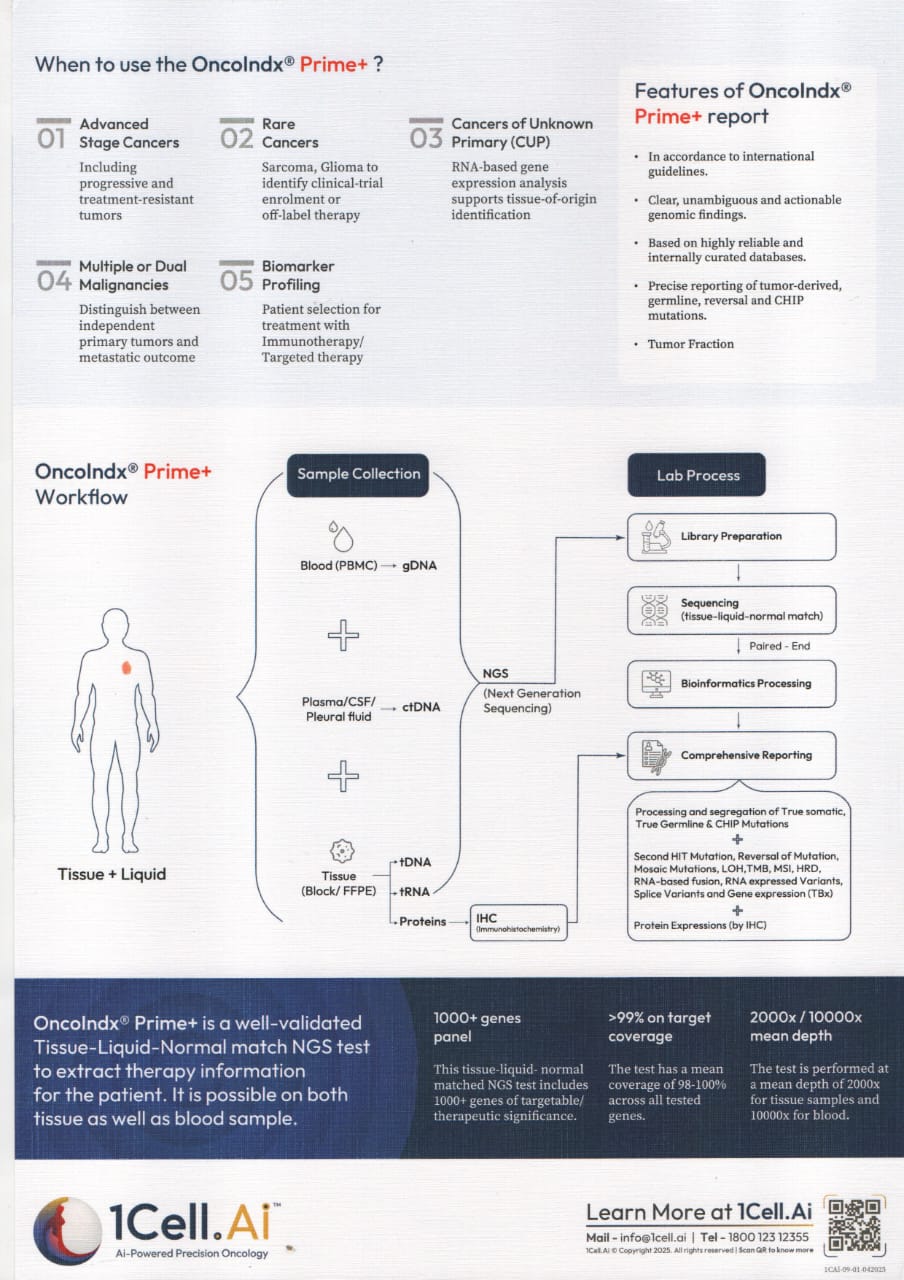 When to use the OncoIndx® Prime+ ?
01
Advanced
Stage Cancers
Including
progressive and
treatment-resistant
tumors
02
Rare
Cancers
Sarcoma, Glioma to
identify clinical-trial
enrolment or
off-label therapy
03
Cancers of Unknown
Primary (CUP)
RNA-based gene
expression analysis
supports tissue-of-origin
identification
04
Multiple or Dual
Malignancies
Distinguish between
independent
primary tumors and
metastatic outcome
05
Biomarker
Profiling
Patient selection for
treatment with
Immunotherapy/
Targeted therapy
Features of OncoIndx®
Prime+ report
• In accordance to international
guidelines.
• Clear, unambiguous and actionable
genomic findings.
• Based on highly reliable and
internally curated databases.
• Precise reporting of tumor-derived,
germline, reversal and CHIP
mutations.
• Tumor Fraction
OncoIndx® Prime+
Workflow
Tissue + Liquid
Sample Collection
Blood (PBMC) → gDNA
Plasma/CSF/
Pleural fluid → ctDNA
Tissue
(Block/ FFPE)
tDNA
tRNA
Proteins
IHC
(Immunohistochemistry)
NGS
(Next Generation
Sequencing)
Lab Process
Library Preparation
Sequencing
(tissue-liquid-normal match)
Paired - End
Bioinformatics Processing
Comprehensive Reporting
Processing and segregation of True somatic,
True Germline & CHIP Mutations
+
Second HIT Mutation, Reversal of Mutation,
Mosaic Mutations, LOH,TMB, MSI, HRD,
RNA-based fusion, RNA expressed Variants,
Splice Variants and Gene expression (TBx)
+
Protein Expressions (by IHC)
OncoIndx® Prime+ is a well-validated
Tissue-Liquid-Normal match NGS test
to extract therapy information
for the patient. It is possible on both
tissue as well as blood sample.
1000+ genes
panel
This tissue-liquid- normal
matched NGS test includes
1000+ genes of targetable/
therapeutic significance.
>99% on target
coverage
The test has a mean
coverage of 98-100%
across all tested
genes.
2000x / 10000x
mean depth
The test is performed at
a mean depth of 2000x
for tissue samples and
10000x for blood.
1Cell.Ai™
Ai-Powered Precision Oncology
Learn More at 1Cell.Ai
Mail - info@1cell.ai | Tel - 1800 123 12355
1Cell.Ai © Copyright 2025. All rights reserved | Scan QR to know more
1CAi-09-01-042025